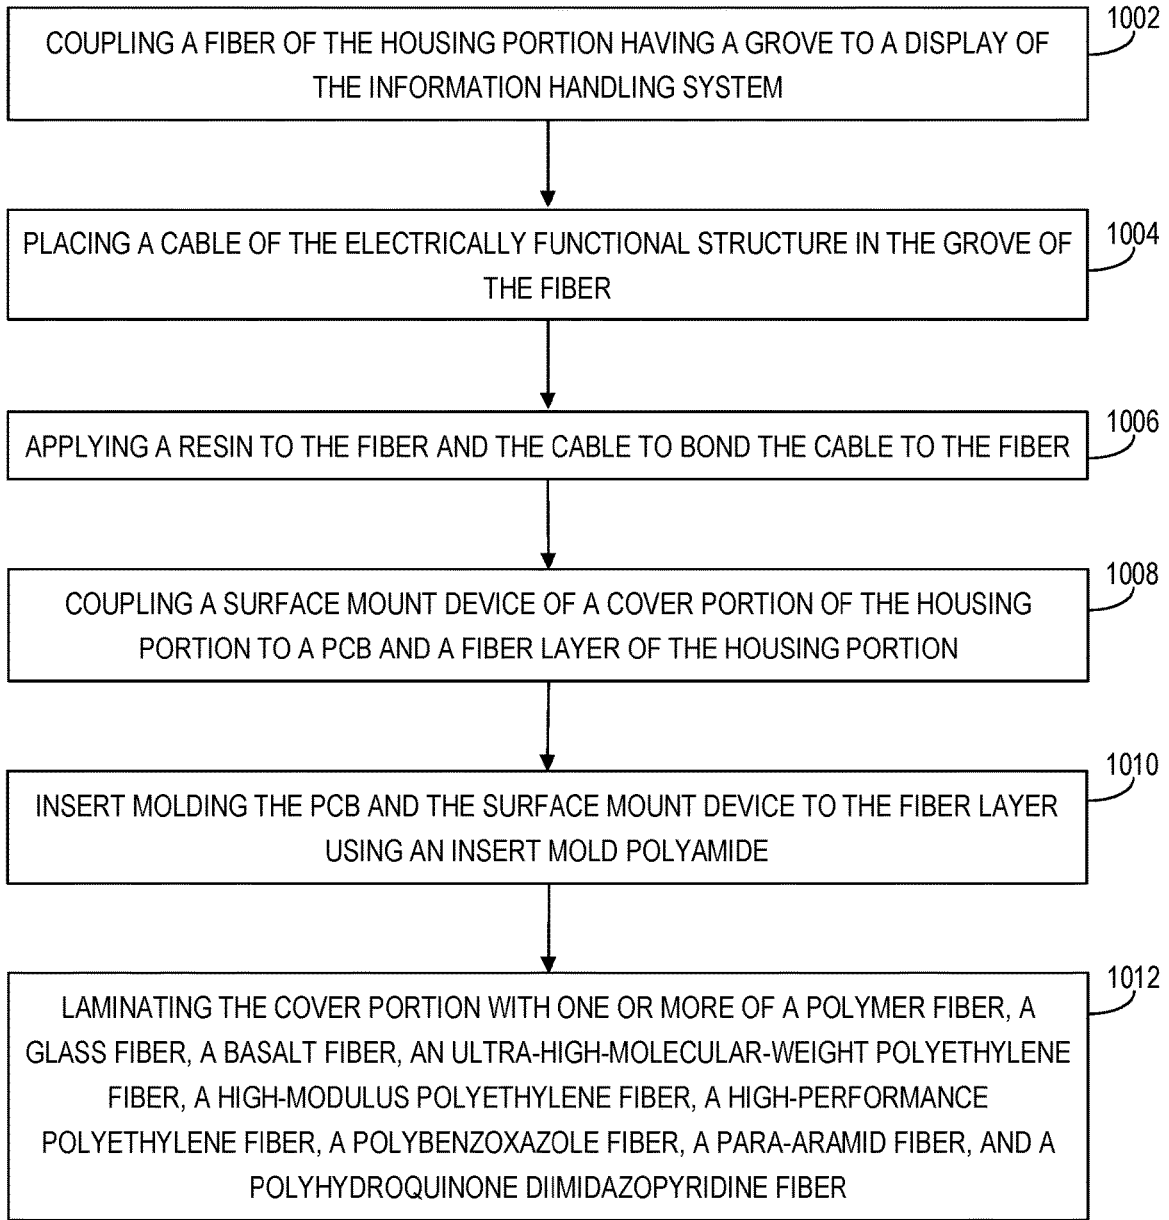 1002
COUPLING A FIBER OF THE HOUSING PORTION HAVING A GROVE TO A DISPLAY OF
THE INFORMATION HANDLING SYSTEM
1004
PLACING A CABLE OF THE ELECTRICALLY FUNCTIONAL STRUCTURE IN THE GROVE OF
THE FIBER
1006
APPLYING A RESIN TO THE FIBER AND THE CABLE TO BOND THE CABLE TO THE FIBER
1008
COUPLING A SURFACE MOUNT DEVICE OF A COVER PORTION OF THE HOUSING
PORTION TO A PCB AND A FIBER LAYER OF THE HOUSING PORTION
1010
INSERT MOLDING THE PCB AND THE SURFACE MOUNT DEVICE TO THE FIBER LAYER
USING AN INSERT MOLD POLYAMIDE
1012
LAMINATING THE COVER PORTION WITH ONE OR MORE OF A POLYMER FIBER, A
GLASS FIBER, A BASALT FIBER, AN ULTRA-HIGH-MOLECULAR-WEIGHT POLYETHYLENE
FIBER, A HIGH-MODULUS POLYETHYLENE FIBER, A HIGH-PERFORMANCE
POLYETHYLENE FIBER, A POLYBENZOXAZOLE FIBER, A PARA-ARAMID FIBER, AND A
POLYHYDROQUINONE DIIMIDAZOPYRIDINE FIBER